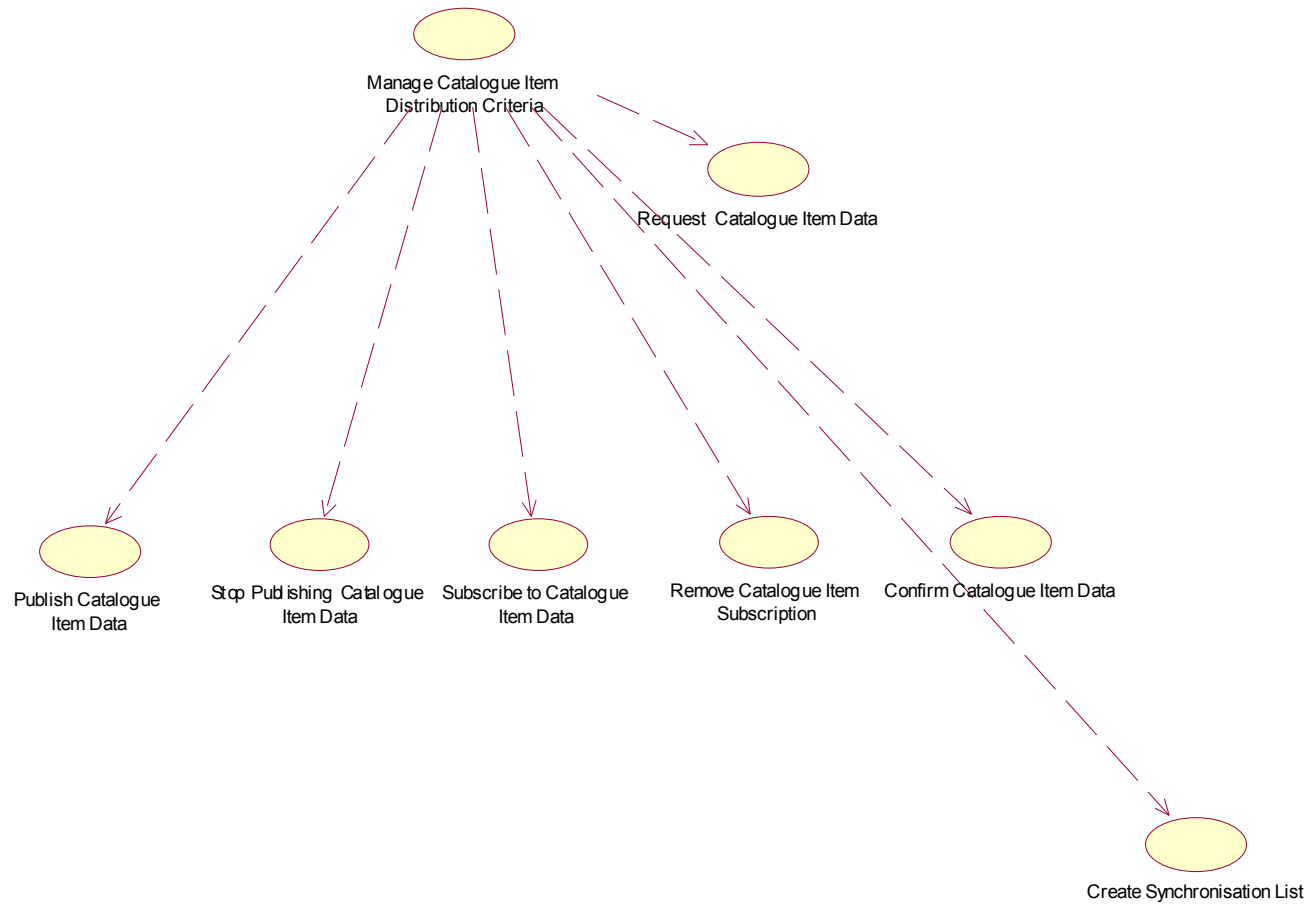 Manage Catalogue Item
Distribution Criteria
Request Catalogue Item Data
Publish Catalogue
Item Data
Stop Publishing Catalogue
Item Data
Subscribe to Catalogue
Item Data
Remove Catalogue Item
Subscription
Confirm Catalogue Item Data
Create Synchronisation List